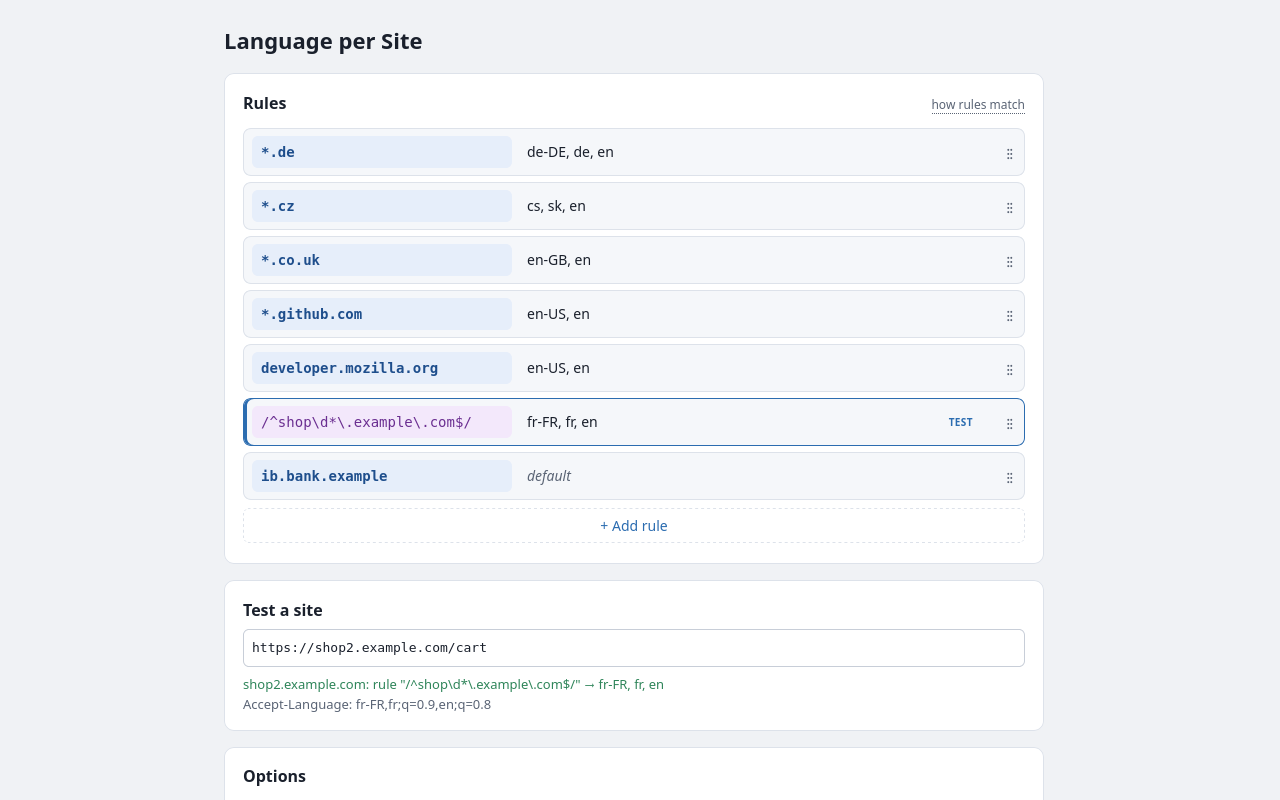 Language per Site
Rules
how rules match
*.de
de-DE, de, en
*.cz
cs, sk, en
*.co.uk
en-GB, en
*.github.com
en-US, en
developer.mozilla.org
en-US, en
/^shop\d*\.example\.com$/
fr-FR, fr, en
TEST
ib.bank.example
default
+ Add rule
Test a site
https://shop2.example.com/cart
shop2.example.com: rule "/^shop\d*\.example\.com$/" → fr-FR, fr, en
Accept-Language: fr-FR,fr;q=0.9,en;q=0.8
Options